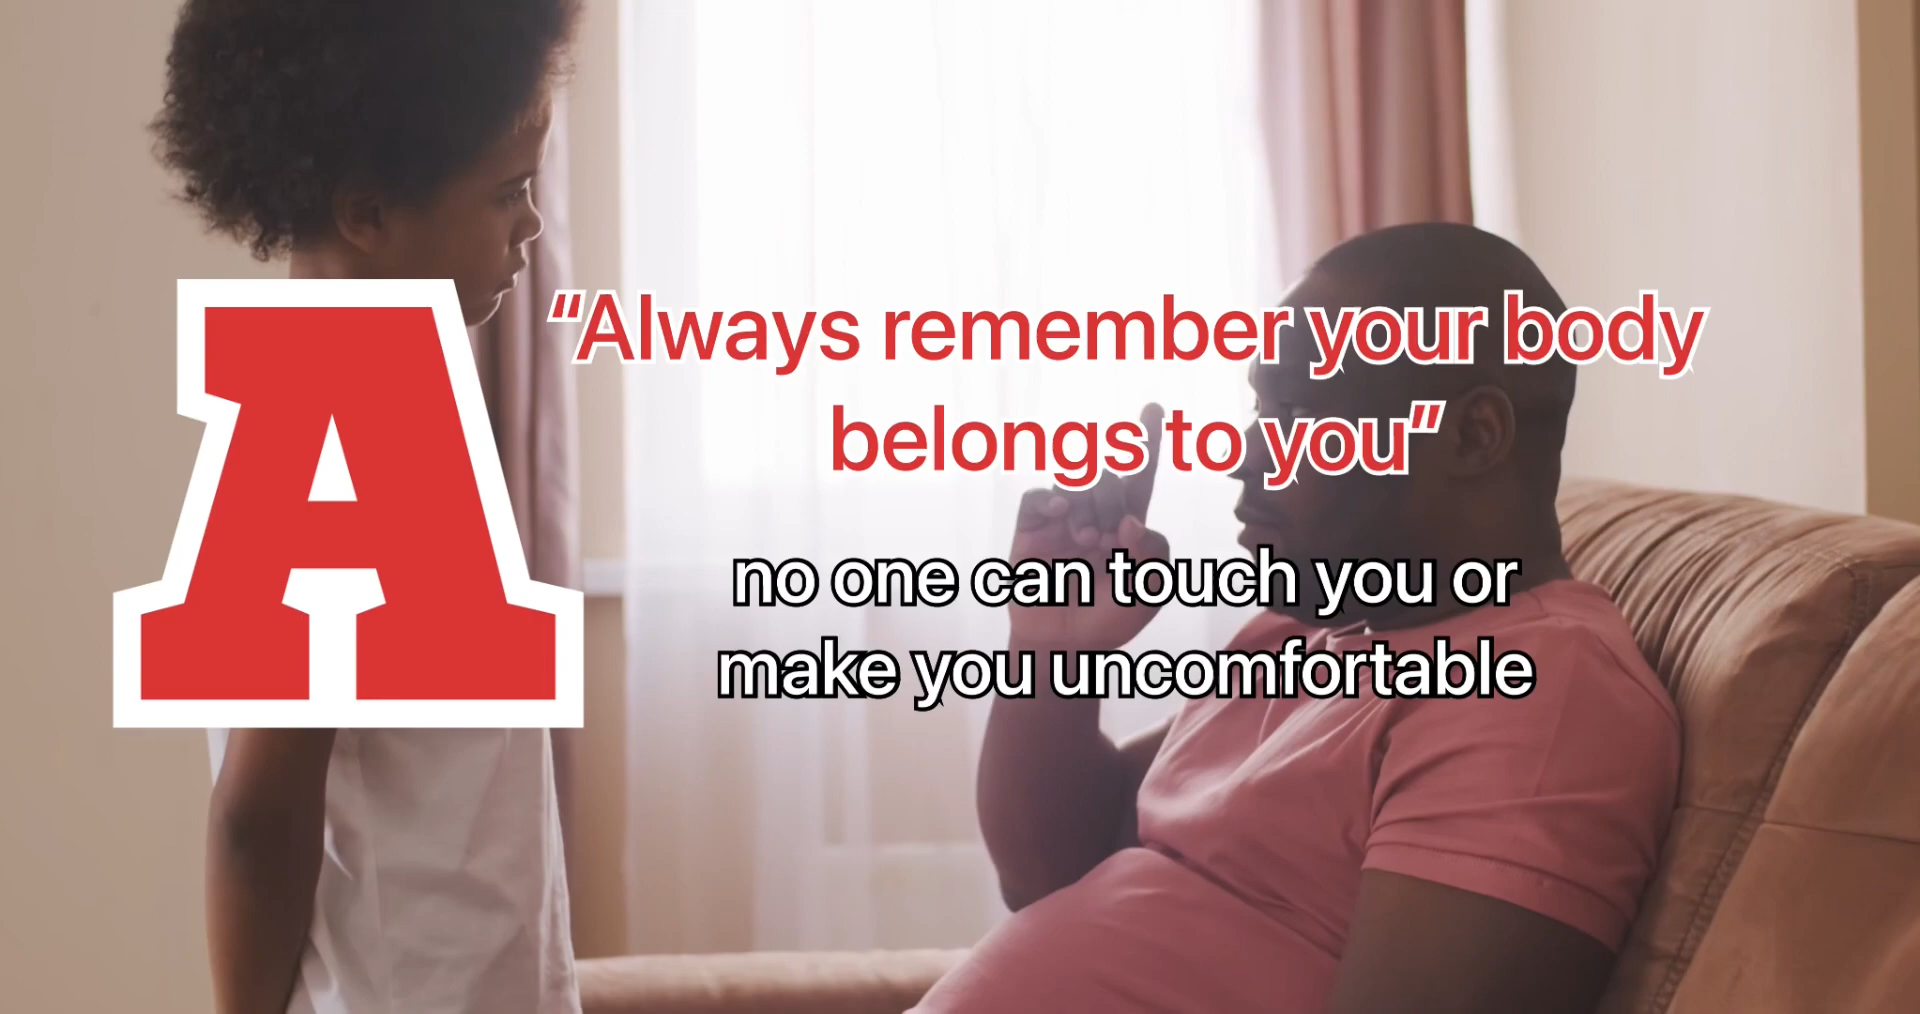 A
“Always remember your body
belongs to you”
no one can touch you or
make you uncomfortable